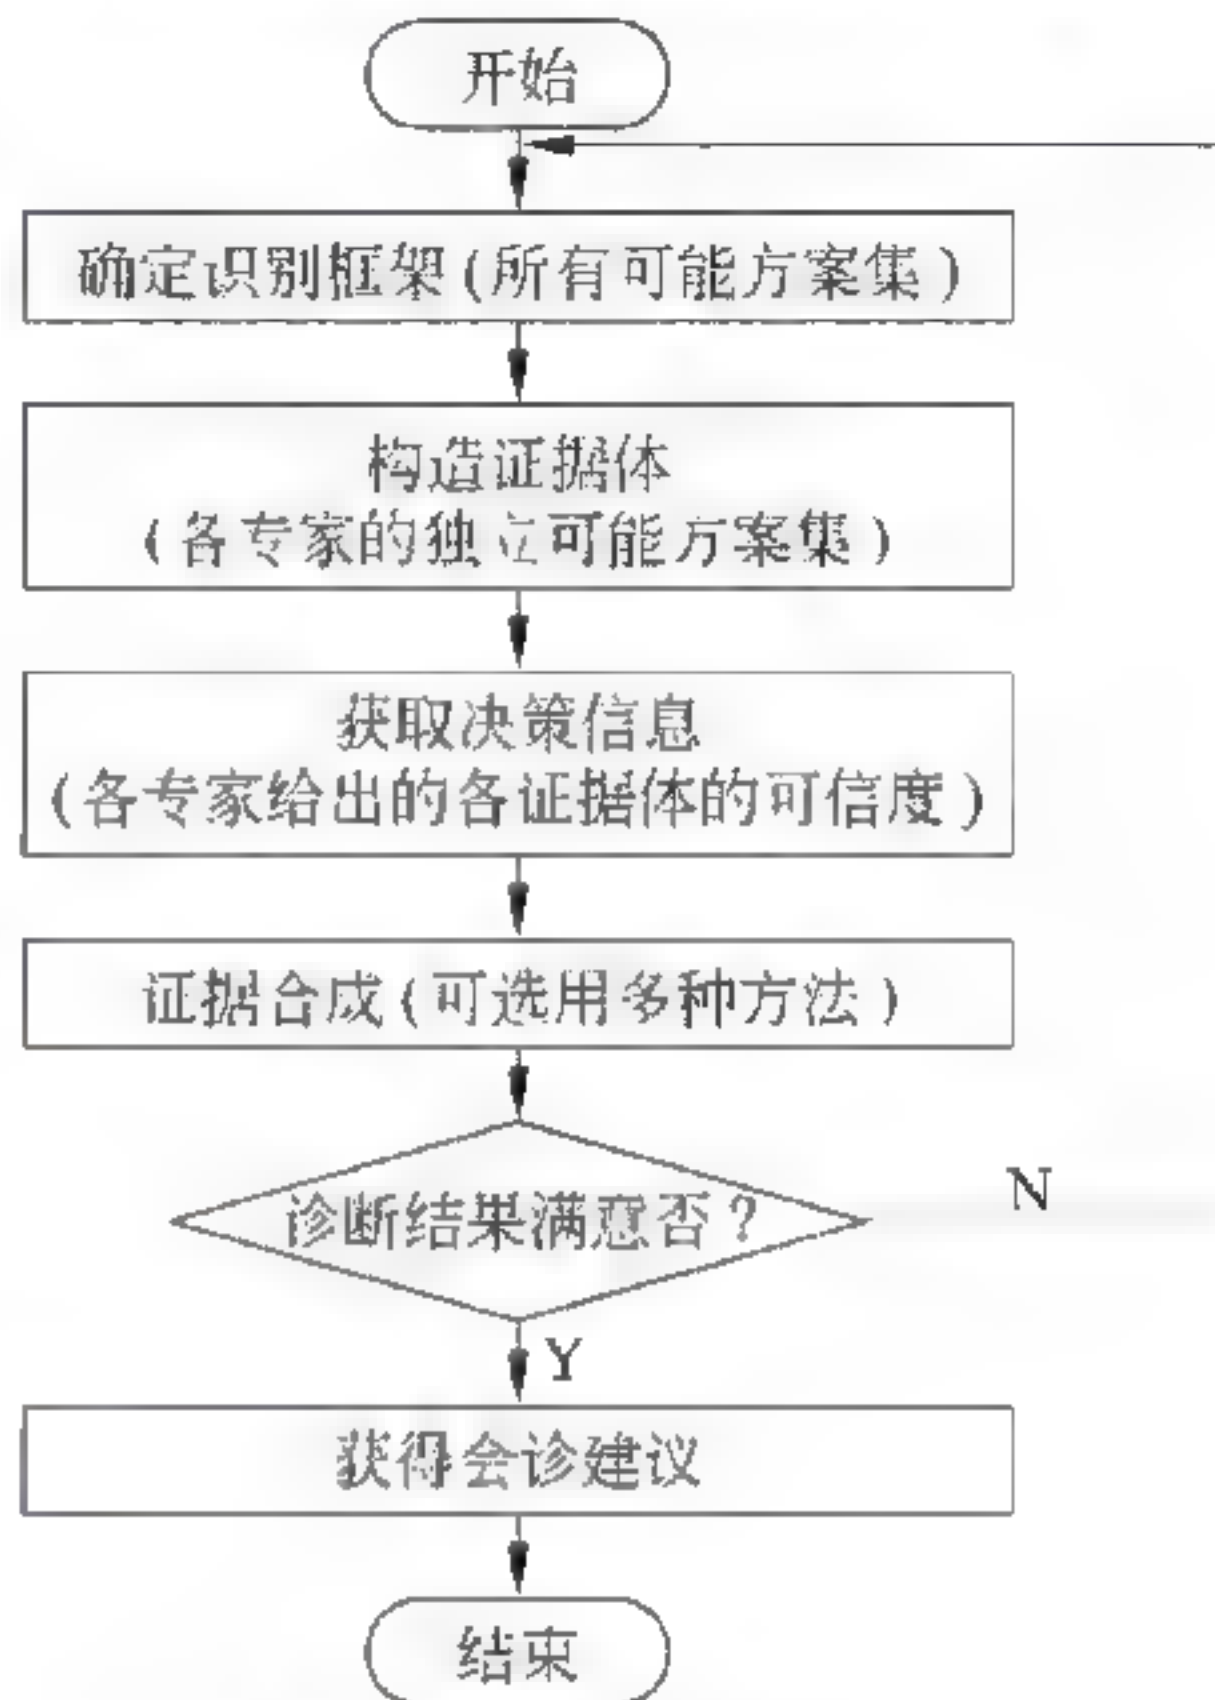 开始
确定识别框架(所有可能方案集)
构造证据体
(各专家的独立可能方案集)
获取决策信息
(各专家给出的各证据体的可信度)
证据合成(可选用多种方法)
诊断结果满意否?
N
Y
获得会诊建议
结束